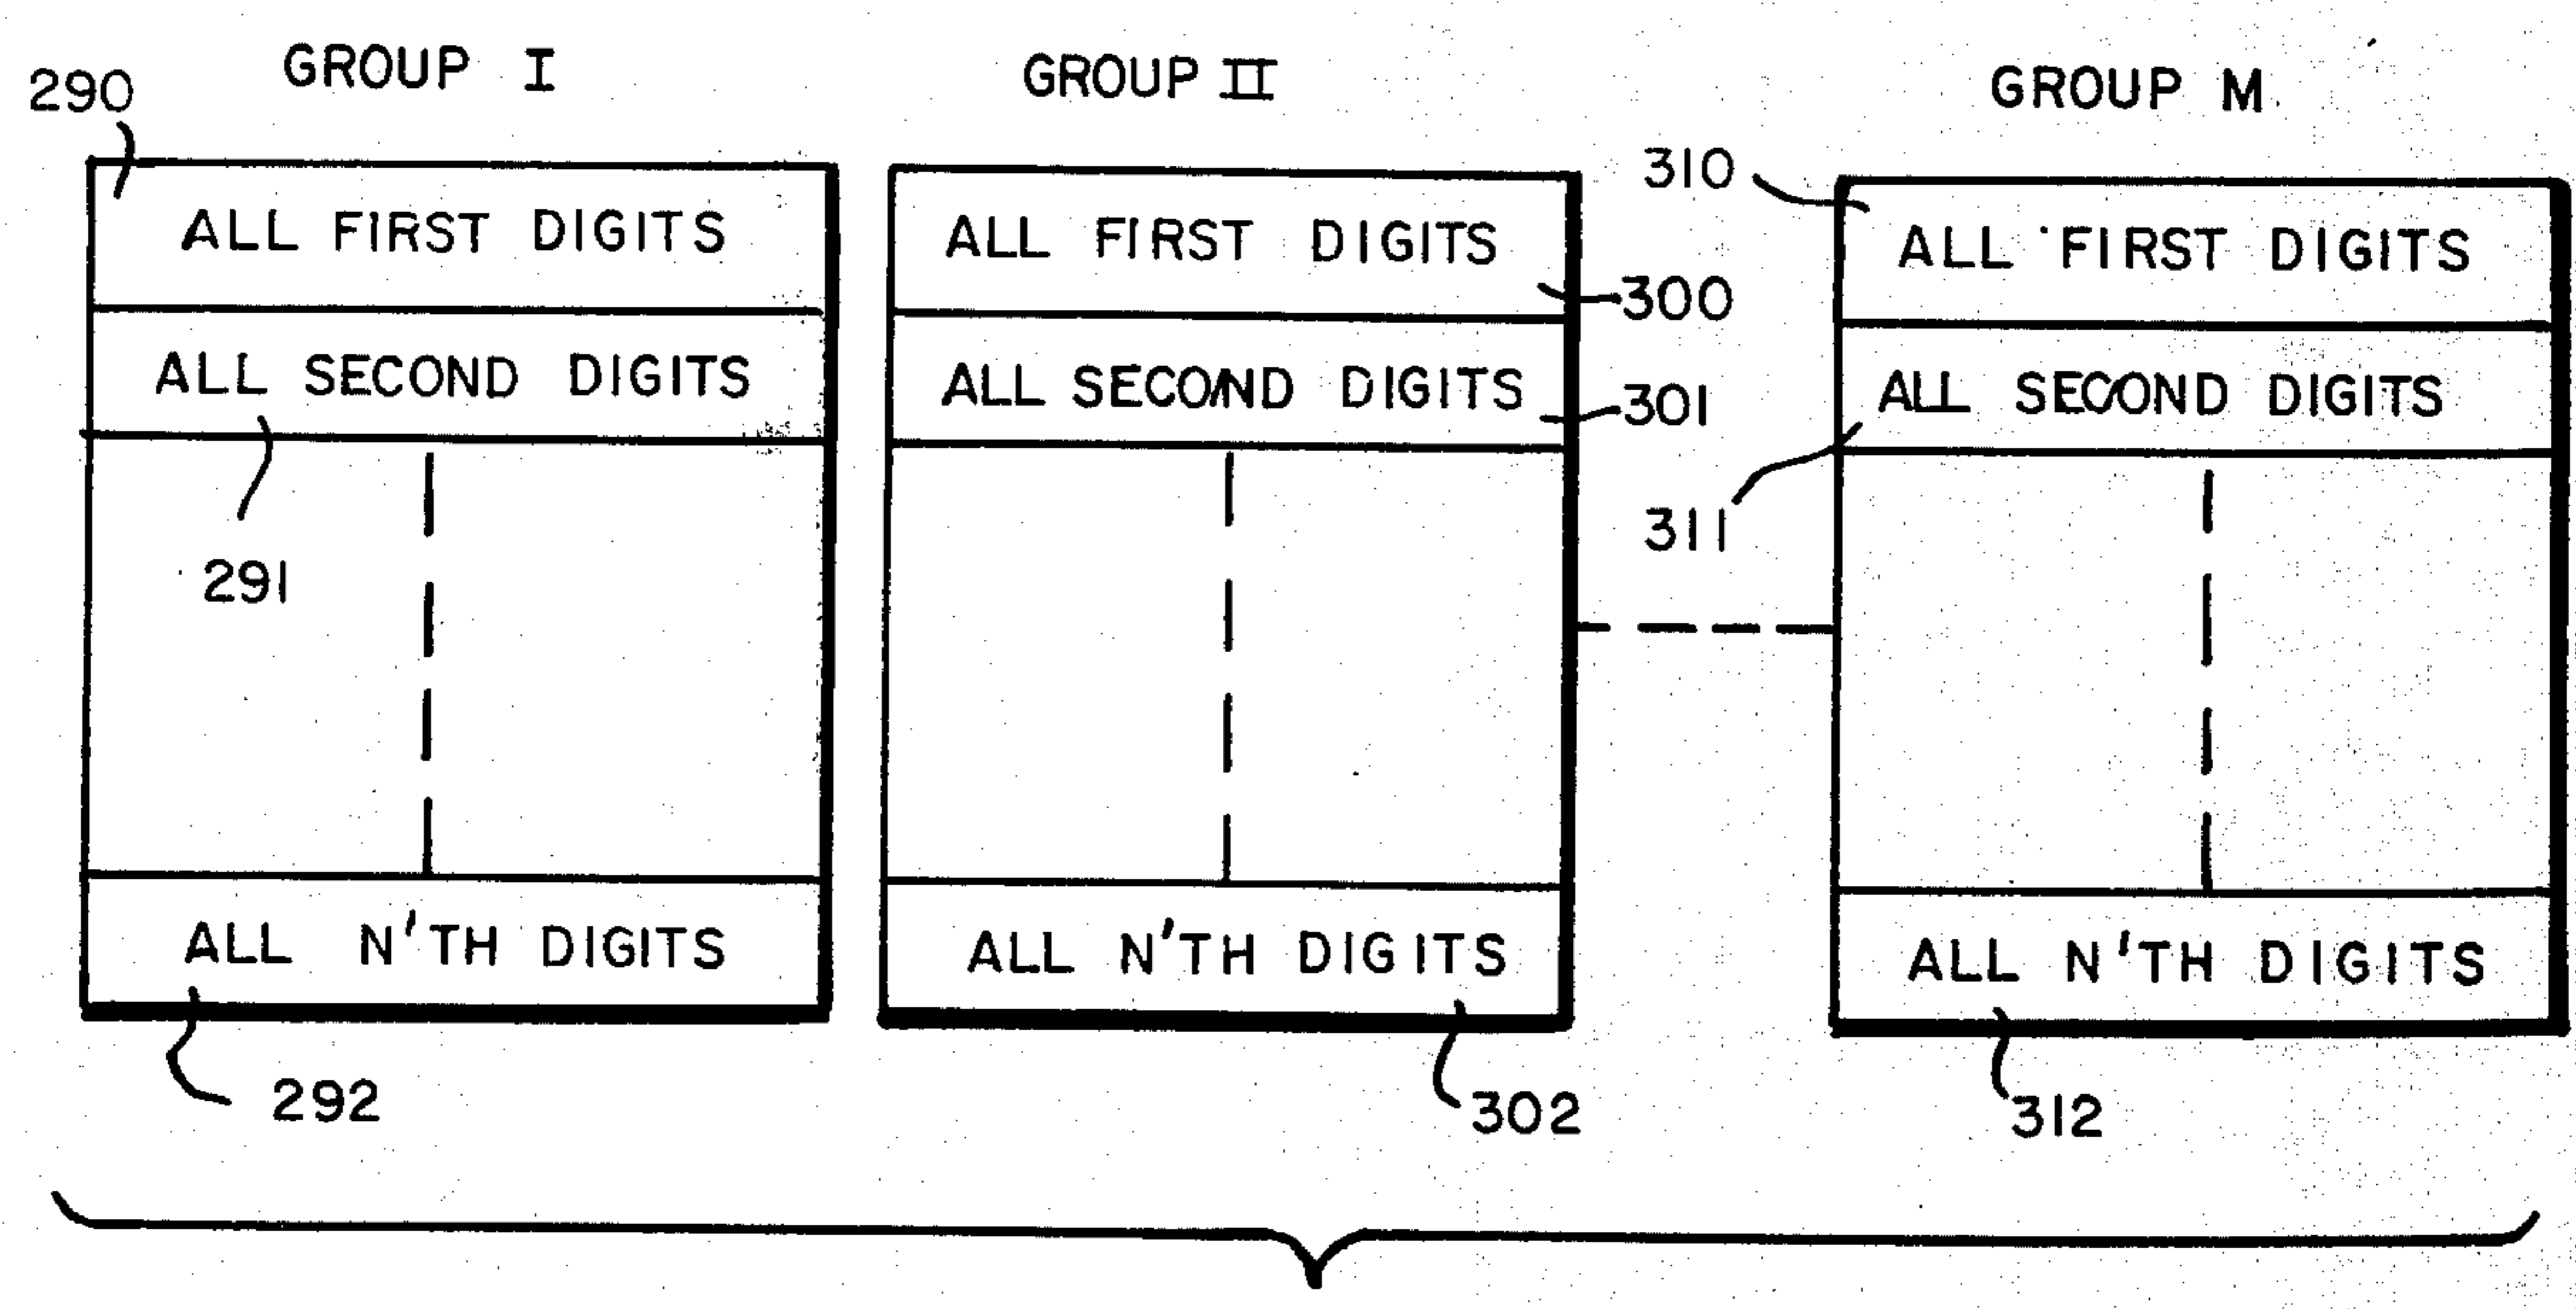 GROUP I
290
ALL FIRST DIGITS
ALL SECOND DIGITS
291
ALL N'TH DIGITS
292
GROUP II
ALL FIRST DIGITS
300
ALL SECOND DIGITS
301
ALL N'TH DIGITS
302
GROUP M
310
ALL FIRST DIGITS
ALL SECOND DIGITS
311
ALL N'TH DIGITS
312